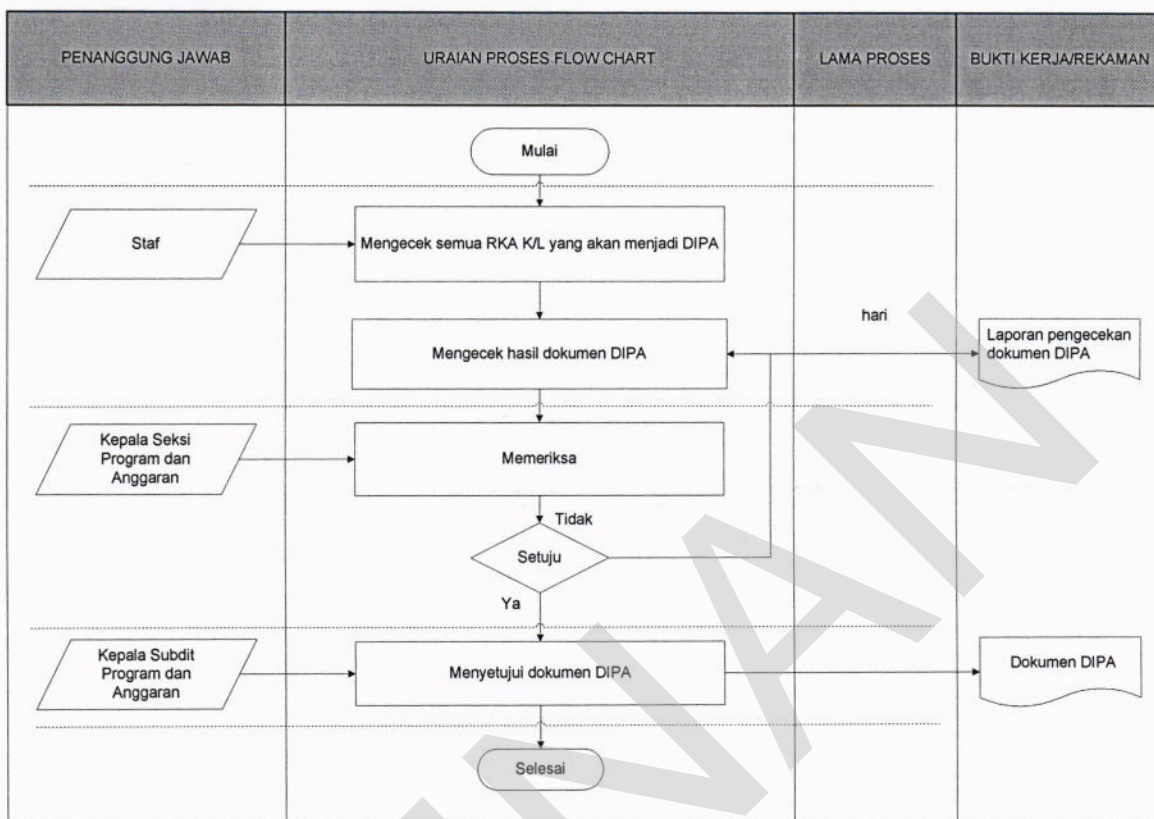 PENANGGUNG JAWAB
URAIAN PROSES FLOW CHART
LAMA PROSES
BUKTI KERJA/REKAMAN
Mulai
Staf
Mengecek semua RKA K/L yang akan menjadi DIPA
hari
Mengecek hasil dokumen DIPA
Laporan pengecekan
dokumen DIPA
Kepala Seksi
Program dan
Anggaran
Memeriksa
Tidak
Setuju
Ya
Kepala Subdit
Program dan
Anggaran
Menyetujui dokumen DIPA
Dokumen DIPA
Selesai